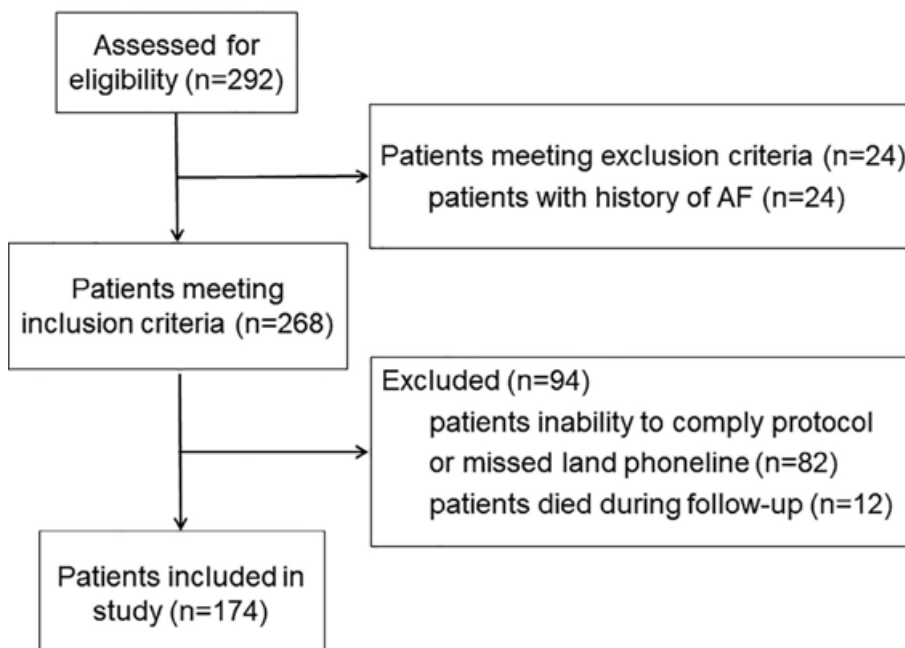 Assessed for
eligibility (n=292)
Patients meeting exclusion criteria (n=24)
patients with history of AF (n=24)
Patients meeting
inclusion criteria (n=268)
Excluded (n=94)
patients inability to comply protocol
or missed land phoneline (n=82)
patients died during follow-up (n=12)
Patients included in
study (n=174)